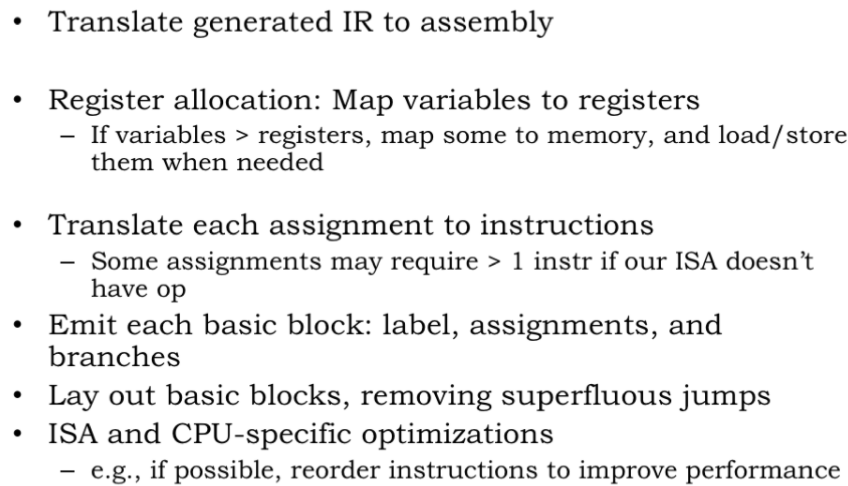 • Translate generated IR to assembly
• Register allocation: Map variables to registers
– If variables > registers, map some to memory, and load/store
them when needed
• Translate each assignment to instructions
– Some assignments may require > 1 instr if our ISA doesn't
have op
• Emit each basic block: label, assignments, and
branches
• Lay out basic blocks, removing superfluous jumps
• ISA and CPU-specific optimizations
– e.g., if possible, reorder instructions to improve performance